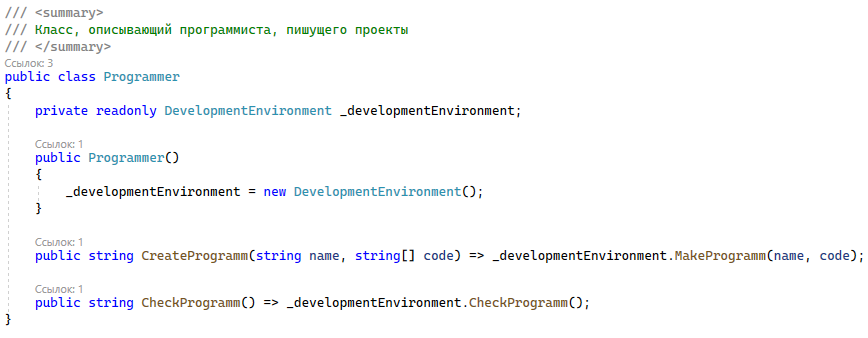 /// <summary>
/// Класс, описывающий программиста, пишущего проекты
/// </summary>
Ссылок: 3
public class Programmer
{
private readonly DevelopmentEnvironment _developmentEnvironment;
Ссылок: 1
public Programmer()
{
_developmentEnvironment = new DevelopmentEnvironment();
}
Ссылок: 1
public string CreateProgramm(string name, string[] code) => _developmentEnvironment.MakeProgramm(name, code);
Ссылок: 1
public string CheckProgramm() => _developmentEnvironment.CheckProgramm();
}